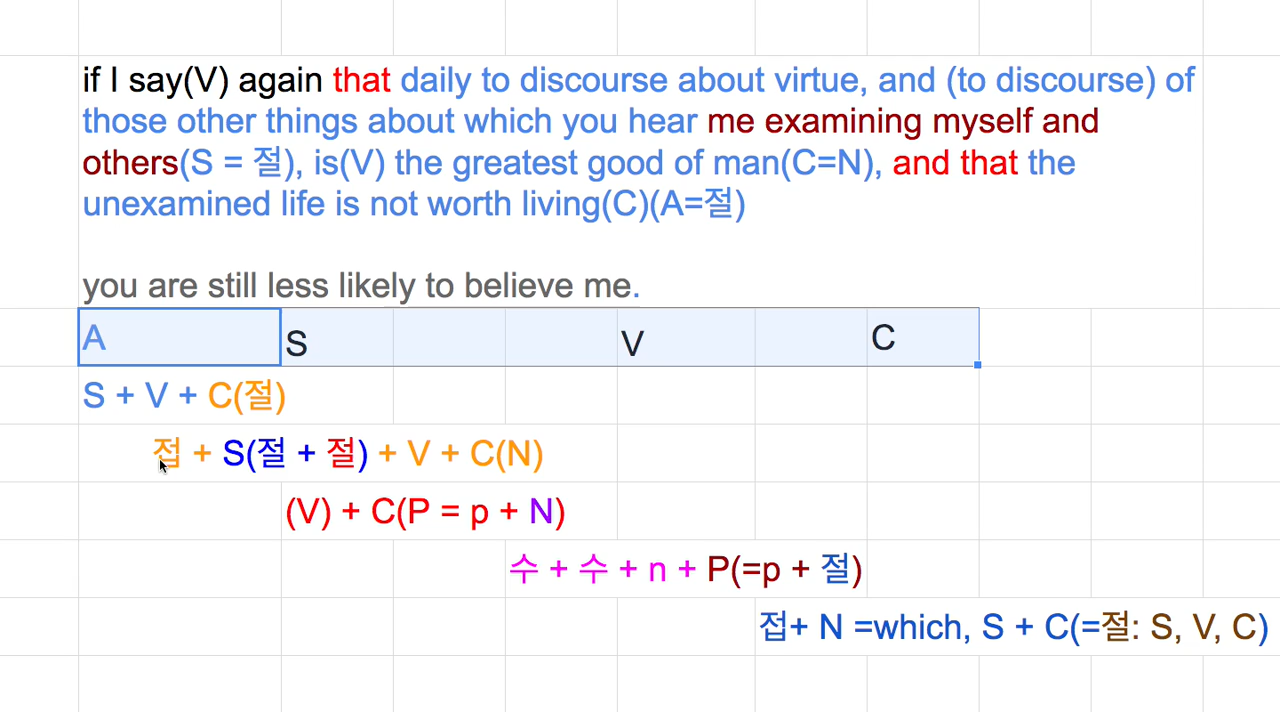 if I say(V) again that daily to discourse about virtue, and (to discourse) of
those other things about which you hear me examining myself and
others(S = 절), is(V) the greatest good of man(C=N), and that the
unexamined life is not worth living(C)(A=절)
you are still less likely to believe me.
A S V C
S + V + C(절)
접 + S(절 + 절) + V + C(N)
(V) + C(P = p + N)
수 + 수 + n + P(=p + 절)
접+ N =which, S + C(=절: S, V, C)